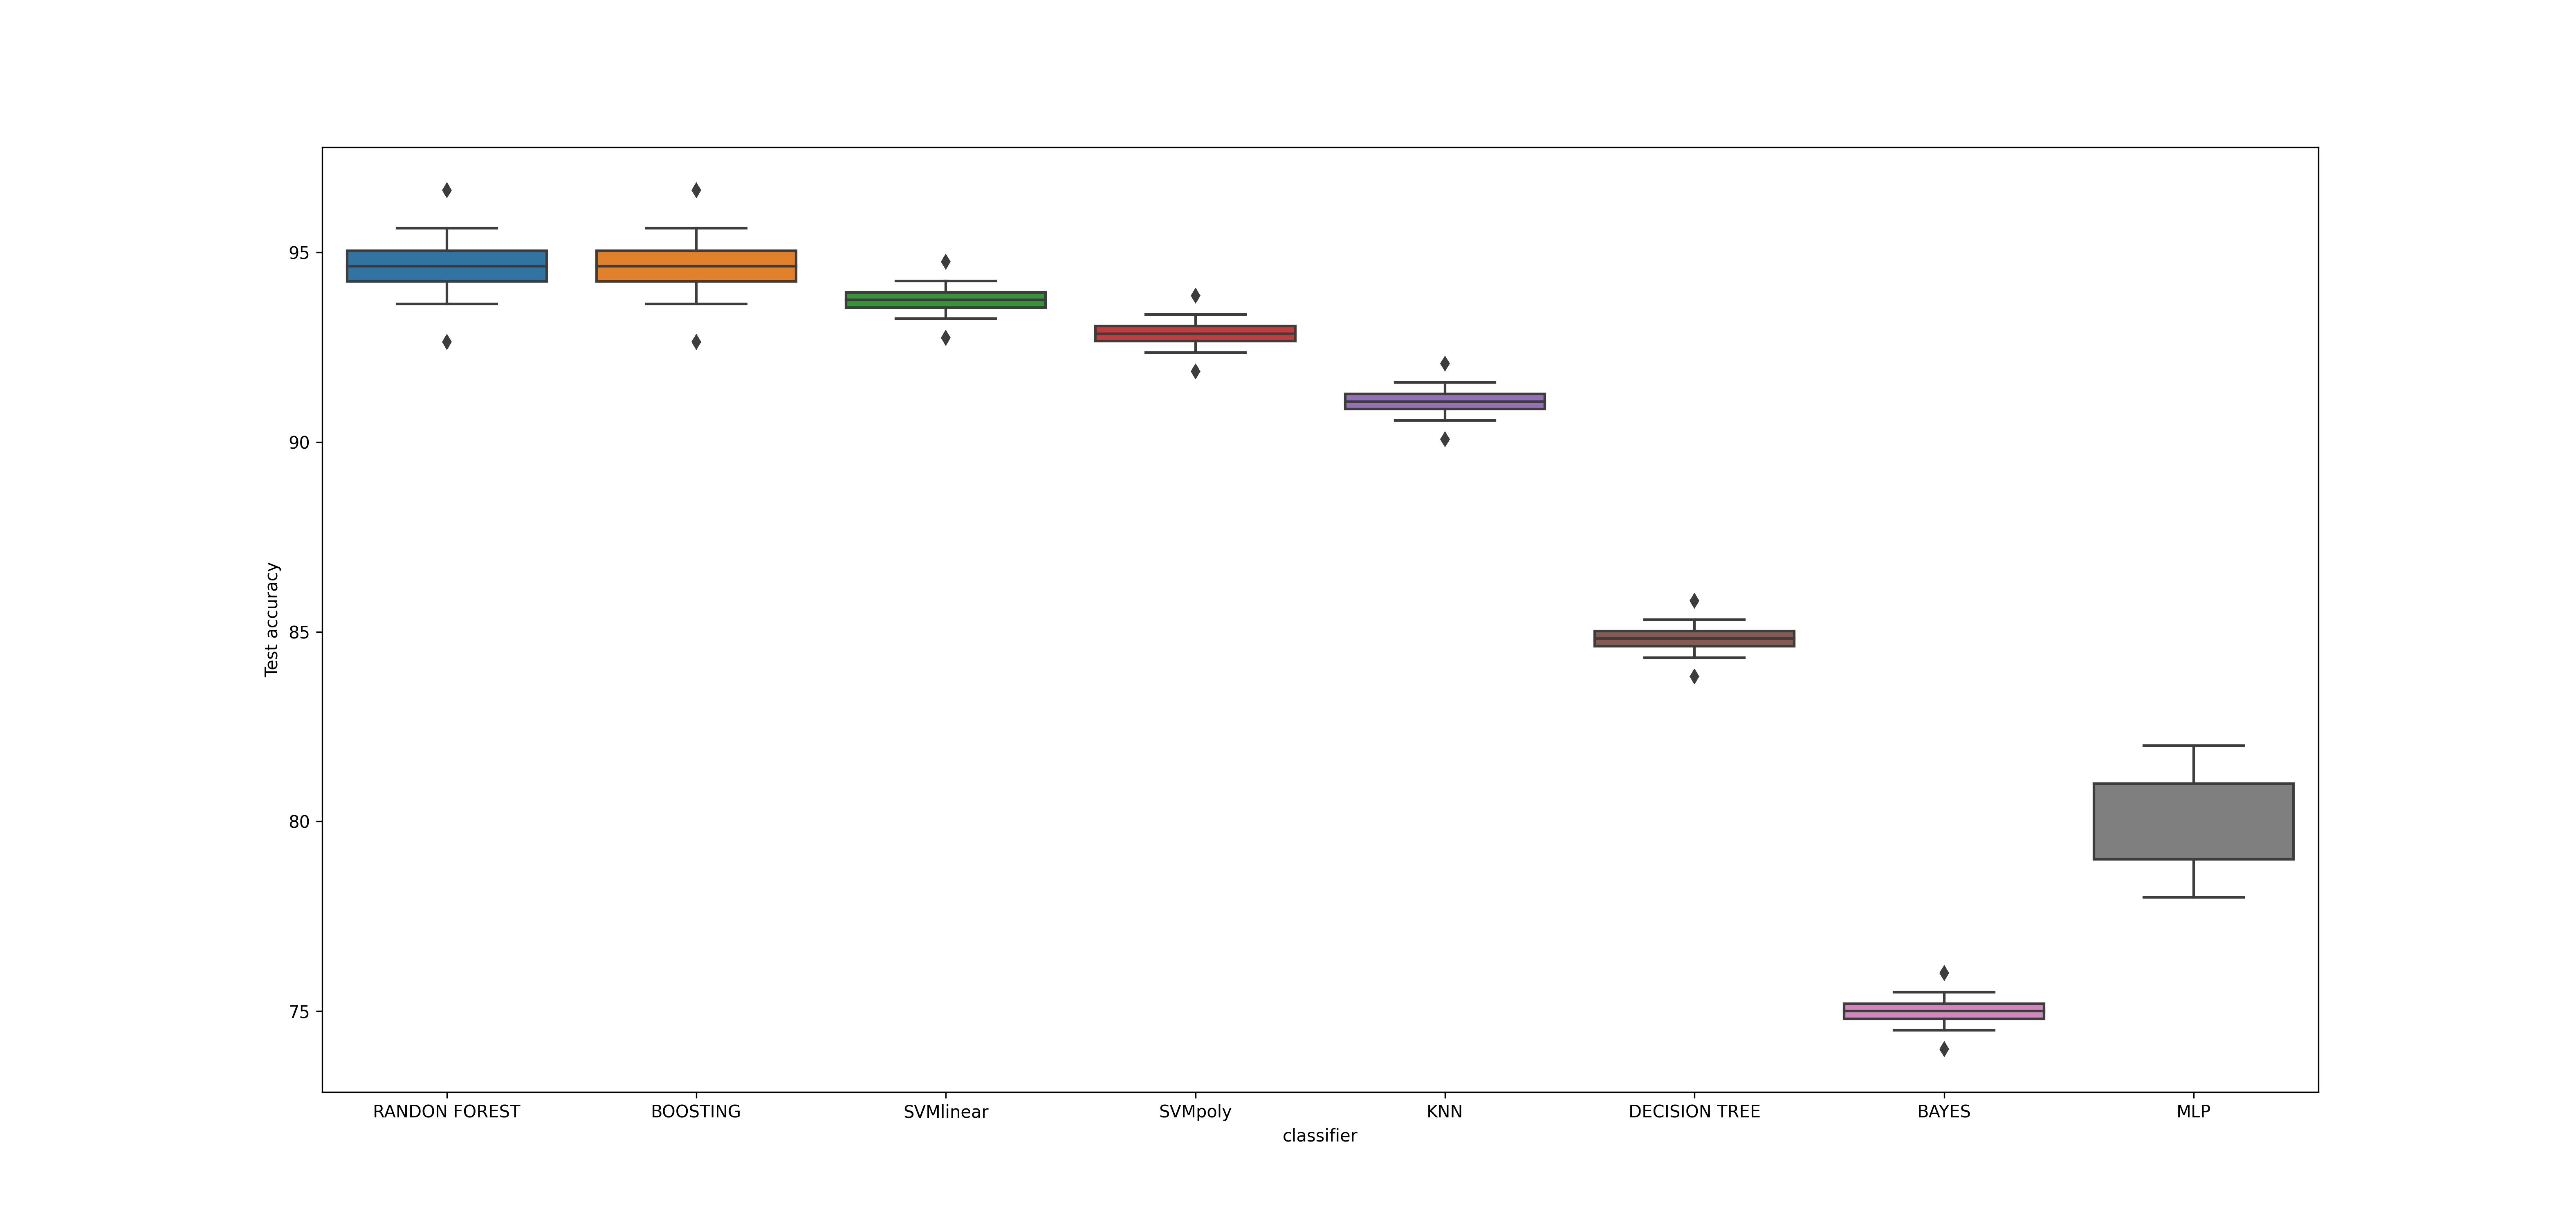 95
90
85
80
75
Test accuracy
RANDON FOREST
BOOSTING
SVMlinear
SVMpoly
KNN
DECISION TREE
BAYES
MLP
classifier